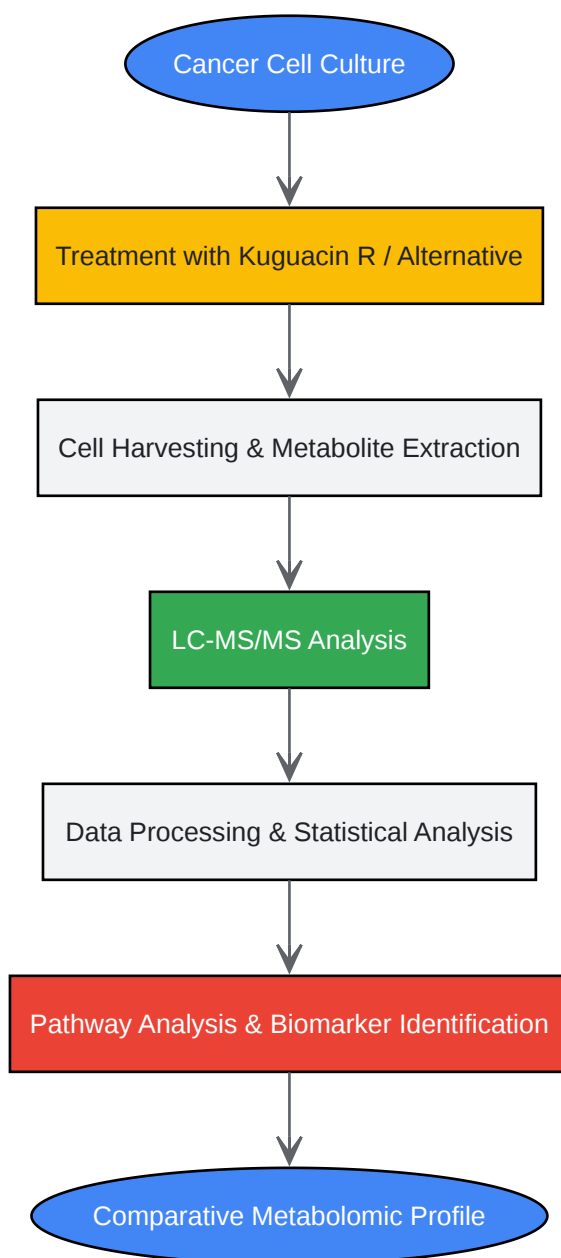 Cancer Cell Culture
Treatment with Kuguacin R / Alternative
Cell Harvesting & Metabolite Extraction
LC-MS/MS Analysis
Data Processing & Statistical Analysis
Pathway Analysis & Biomarker Identification
Comparative Metabolomic Profile